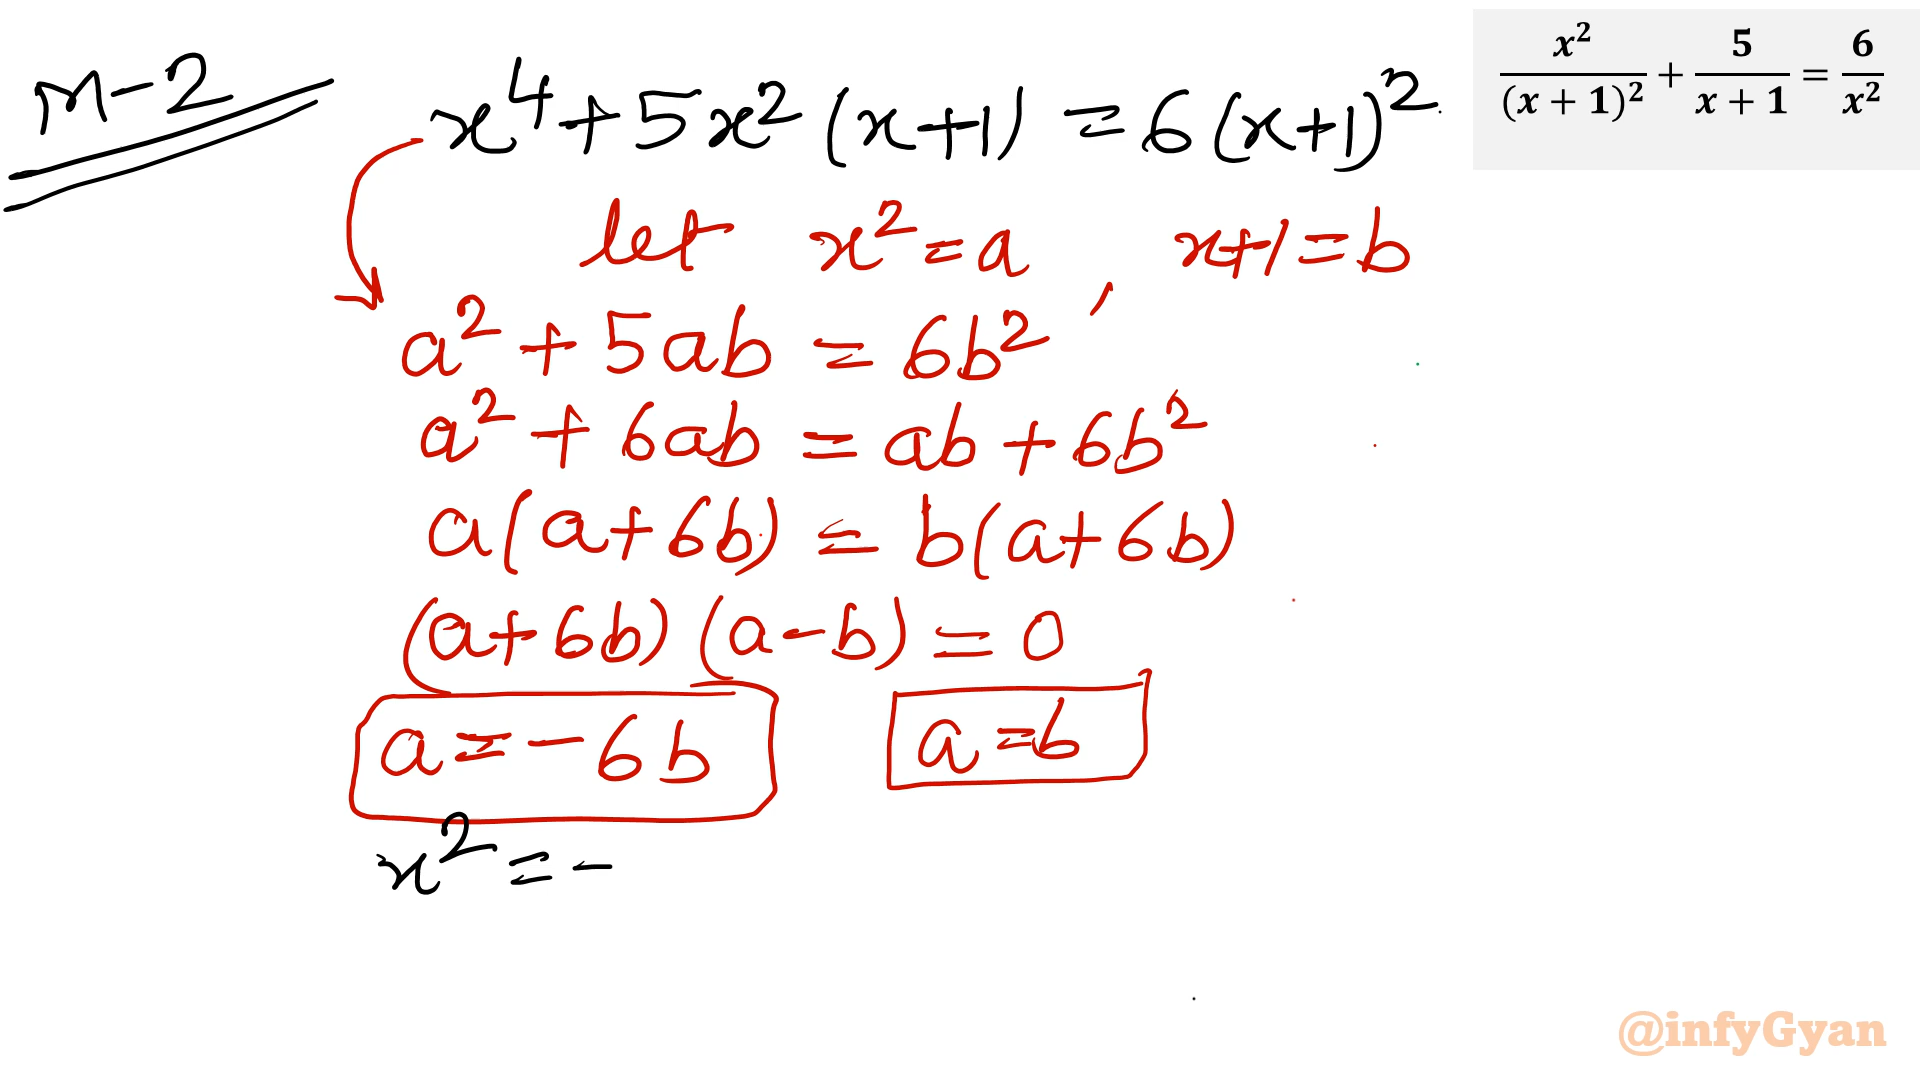 M-2
x⁴+5x²(x+1)=6(x+1)²
x²/(x+1)² + 5/(x+1) = 6/x²
let x²=a, x+1=b
a²+5ab=6b²
a²+6ab=ab+6b²
a(a+6b)=b(a+6b)
(a+6b)(a-b)=0
a=-6b a=b
x²=-
@infyGyan